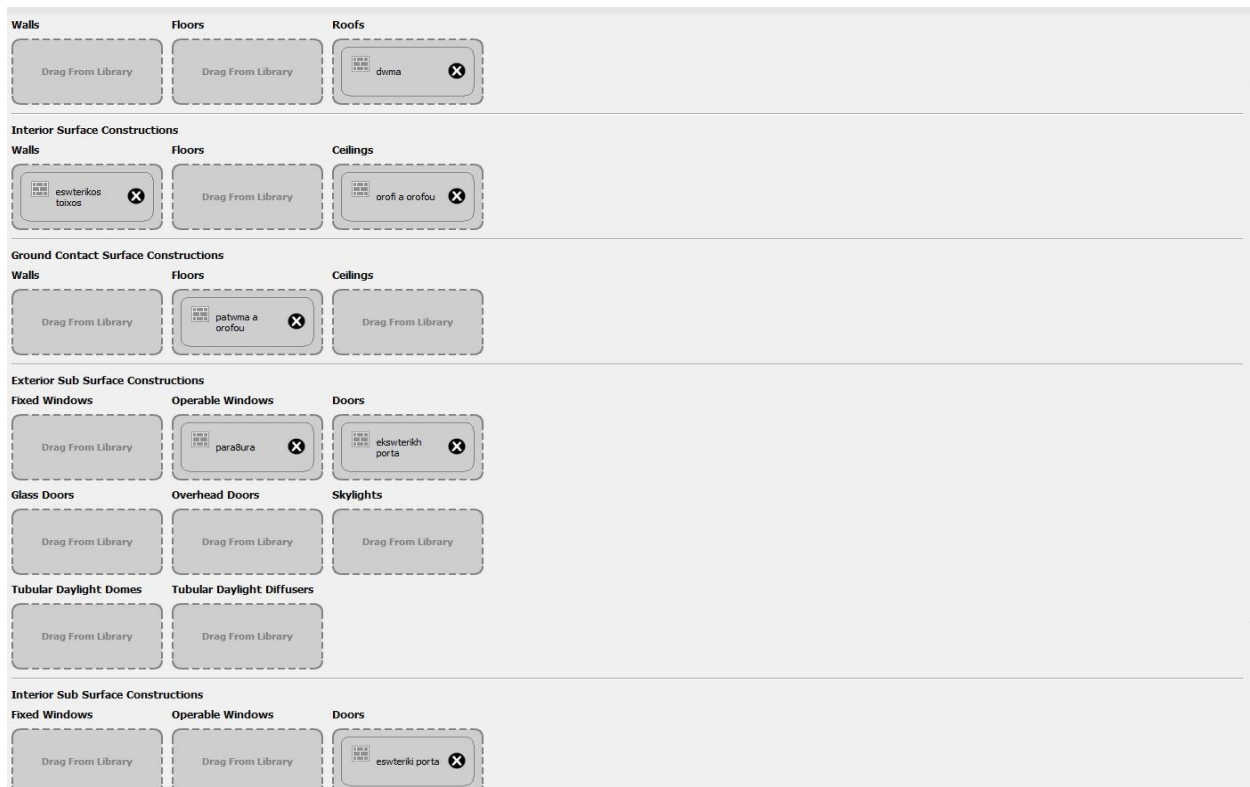 Walls Floors Roofs
Drag From Library Drag From Library dwma
Interior Surface Constructions
Walls Floors Ceilings
eswterikos toixos Drag From Library orofi a orofou
Ground Contact Surface Constructions
Walls Floors Ceilings
Drag From Library patwma a orofou Drag From Library
Exterior Sub Surface Constructions
Fixed Windows Operable Windows Doors
Drag From Library para8ura ekswterikh porta
Glass Doors Overhead Doors Skylights
Drag From Library Drag From Library Drag From Library
Tubular Daylight Domes Tubular Daylight Diffusers
Drag From Library Drag From Library
Interior Sub Surface Constructions
Fixed Windows Operable Windows Doors
Drag From Library Drag From Library eswteriki porta